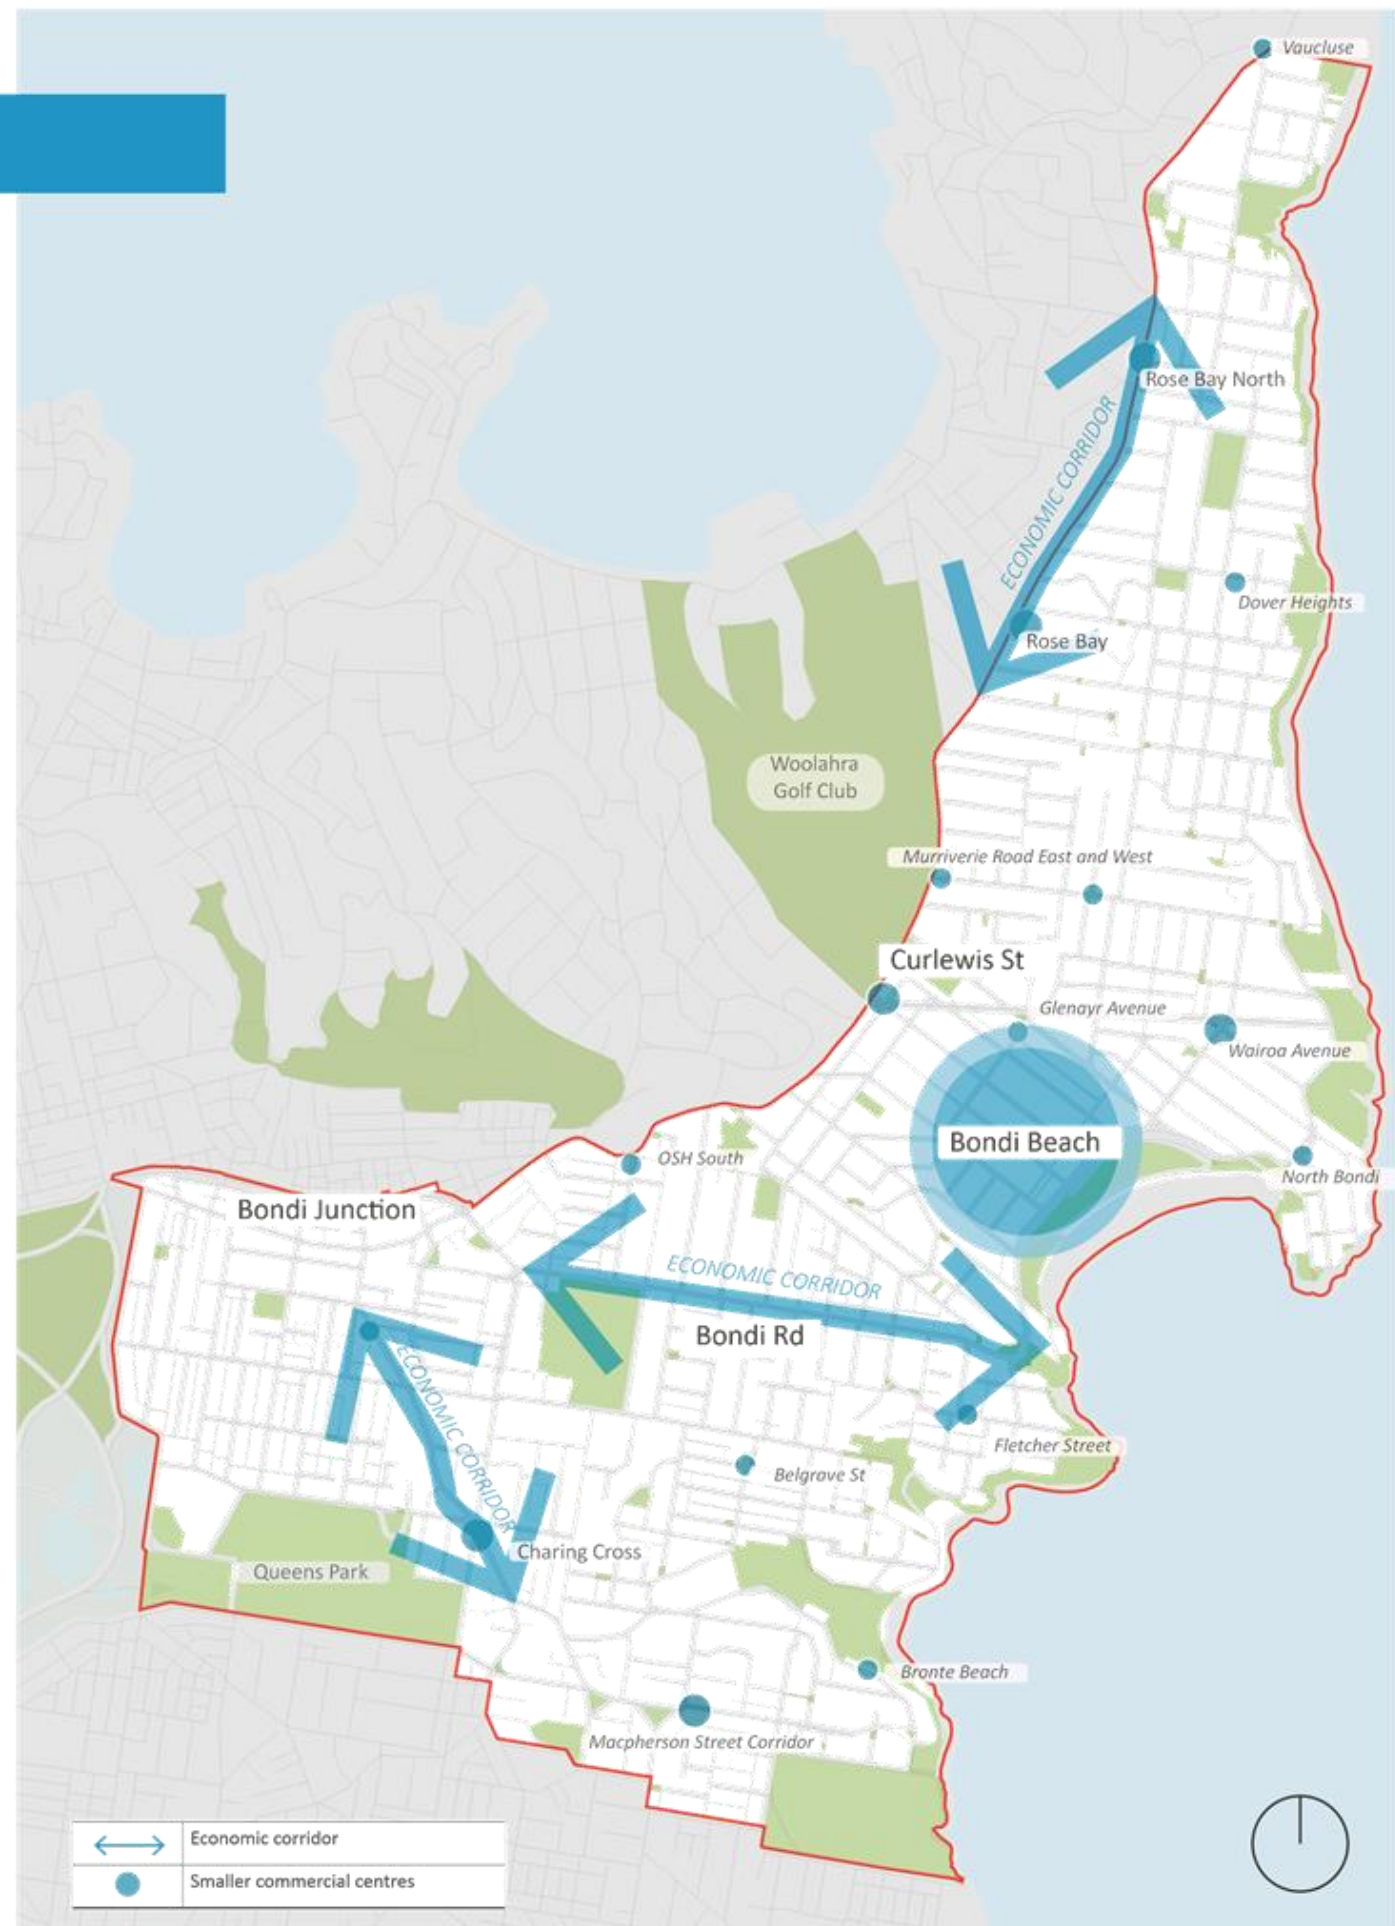 Vaucluse
Rose Bay North
ECONOMIC CORRIDOR
Dover Heights
Rose Bay
Woolahra
Golf Club
Murriverie Road East and West
Curlewis St
Glenayr Avenue
Wairoa Avenue
Bondi Beach
OSH South
North Bondi
Bondi Junction
ECONOMIC CORRIDOR
Bondi Rd
ECONOMIC CORRIDOR
Fletcher Street
Belgrave St
Charing Cross
Queens Park
Bronte Beach
Macpherson Street Corridor
Economic corridor
Smaller commercial centres